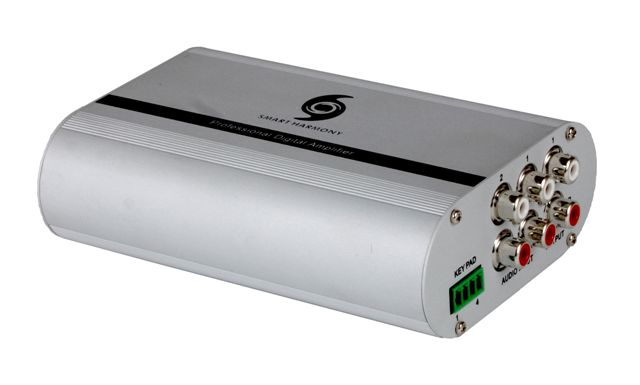 SMART HARMONY
Professional Digital Amplifier
2 1 1
KEY PAD
AUDIO
1 4